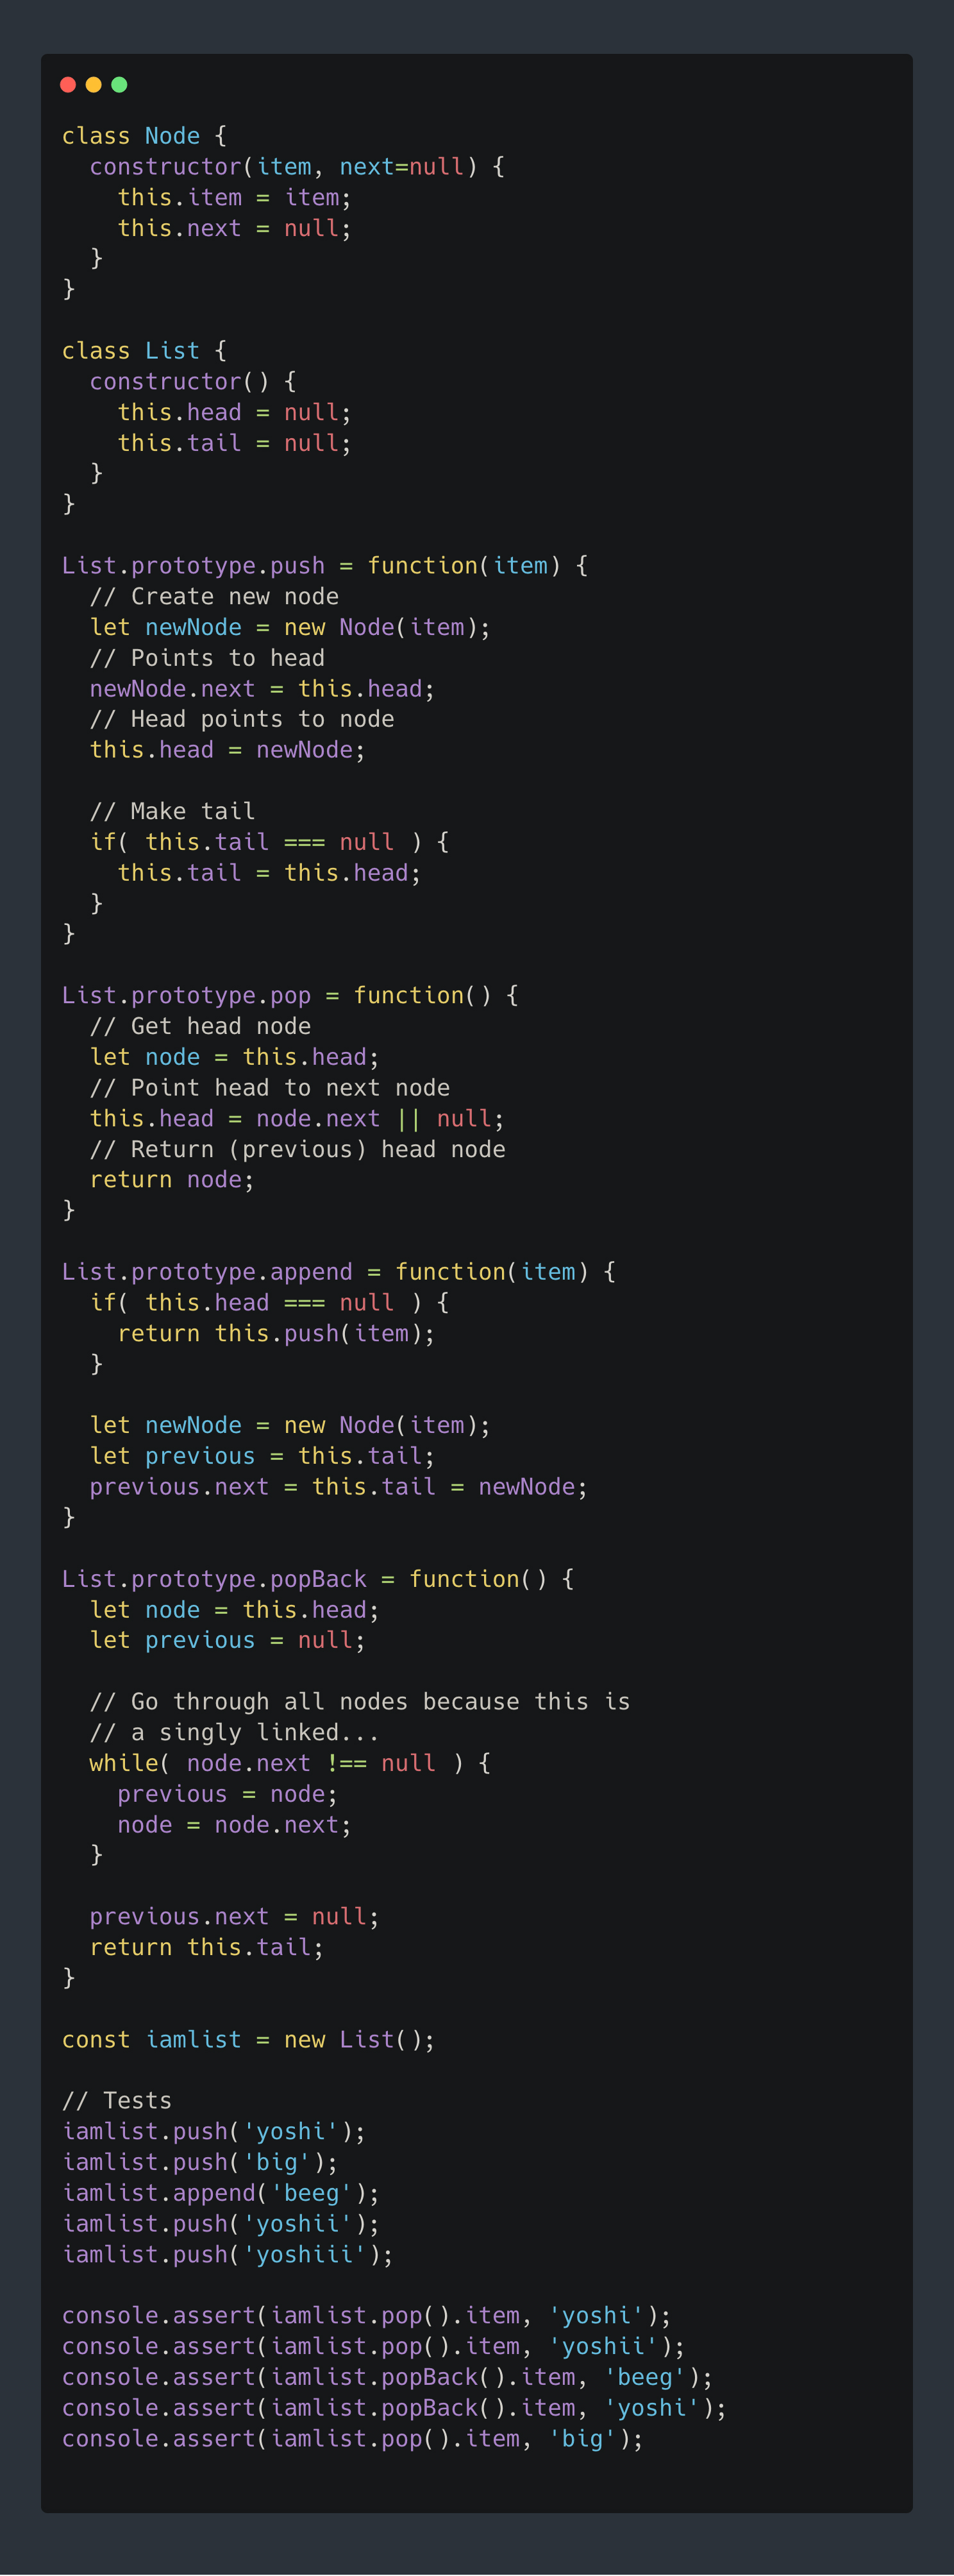 class Node {
  constructor(item, next=null) {
    this.item = item;
    this.next = null;
  }
}

class List {
  constructor() {
    this.head = null;
    this.tail = null;
  }
}

List.prototype.push = function(item) {
  // Create new node
  let newNode = new Node(item);
  // Points to head
  newNode.next = this.head;
  // Head points to node
  this.head = newNode;

  // Make tail
  if( this.tail === null ) {
    this.tail = this.head;
  }
}

List.prototype.pop = function() {
  // Get head node
  let node = this.head;
  // Point head to next node
  this.head = node.next || null;
  // Return (previous) head node
  return node;
}

List.prototype.append = function(item) {
  if( this.head === null ) {
    return this.push(item);
  }

  let newNode = new Node(item);
  let previous = this.tail;
  previous.next = this.tail = newNode;
}

List.prototype.popBack = function() {
  let node = this.head;
  let previous = null;

  // Go through all nodes because this is
  // a singly linked...
  while( node.next !== null ) {
    previous = node;
    node = node.next;
  }

  previous.next = null;
  return this.tail;
}

const iamlist = new List();

// Tests
iamlist.push('yoshi');
iamlist.push('big');
iamlist.append('beeg');
iamlist.push('yoshii');
iamlist.push('yoshiii');

console.assert(iamlist.pop().item, 'yoshi');
console.assert(iamlist.pop().item, 'yoshii');
console.assert(iamlist.popBack().item, 'beeg');
console.assert(iamlist.popBack().item, 'yoshi');
console.assert(iamlist.pop().item, 'big');